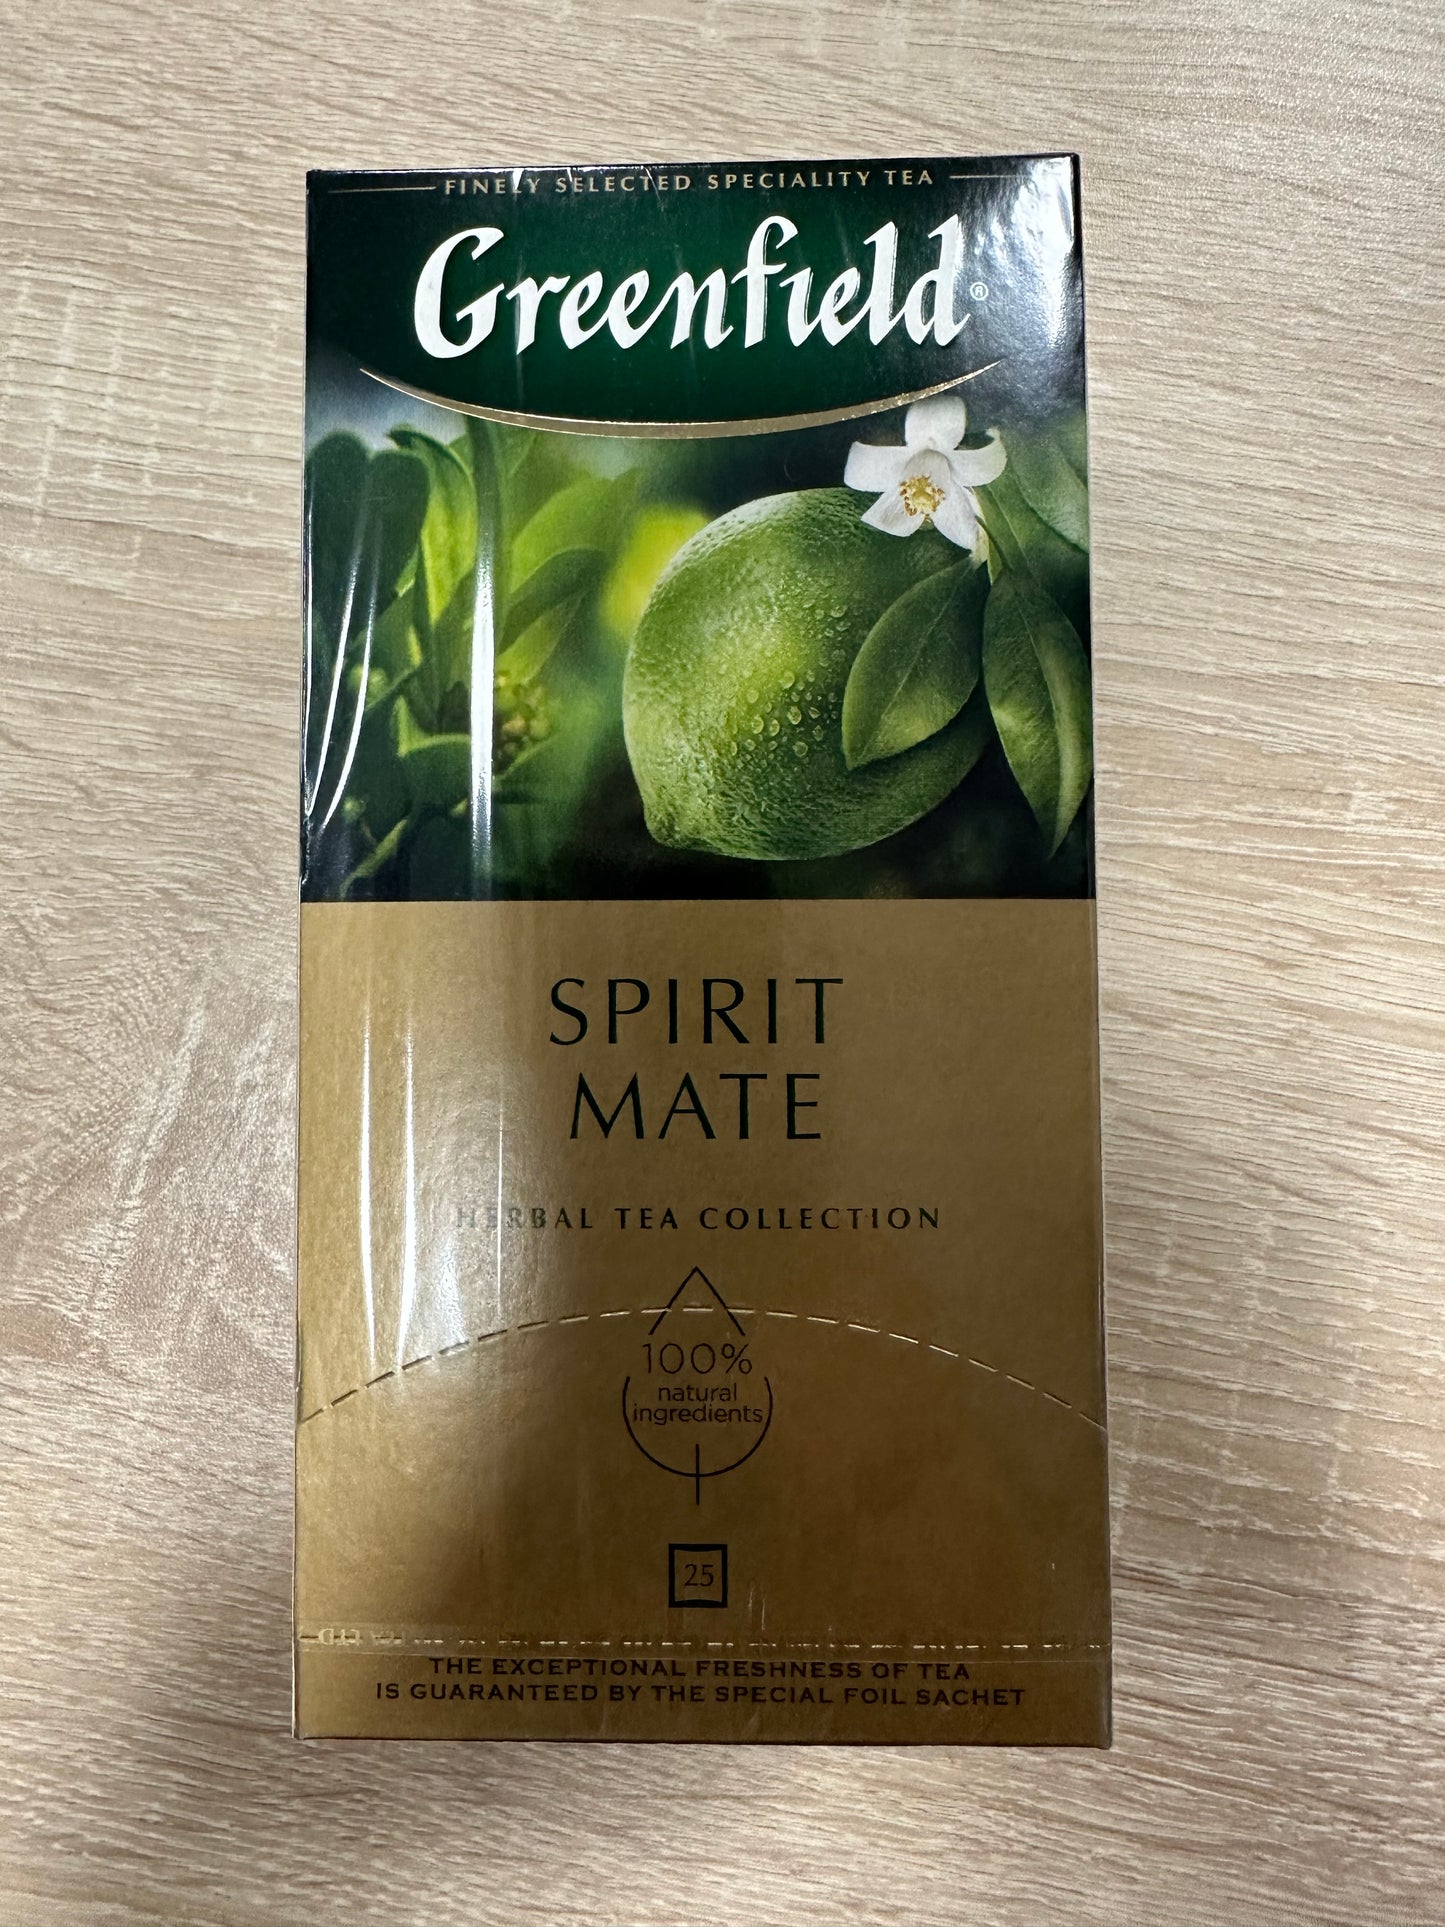 FINELY SELECTED SPECIALITY TEA
Greenfield®
SPIRIT
MATE
HERBAL TEA COLLECTION
100%
natural
ingredients
25
LTD
THE EXCEPTIONAL FRESHNESS OF TEA
IS GUARANTEED BY THE SPECIAL FOIL SACHET